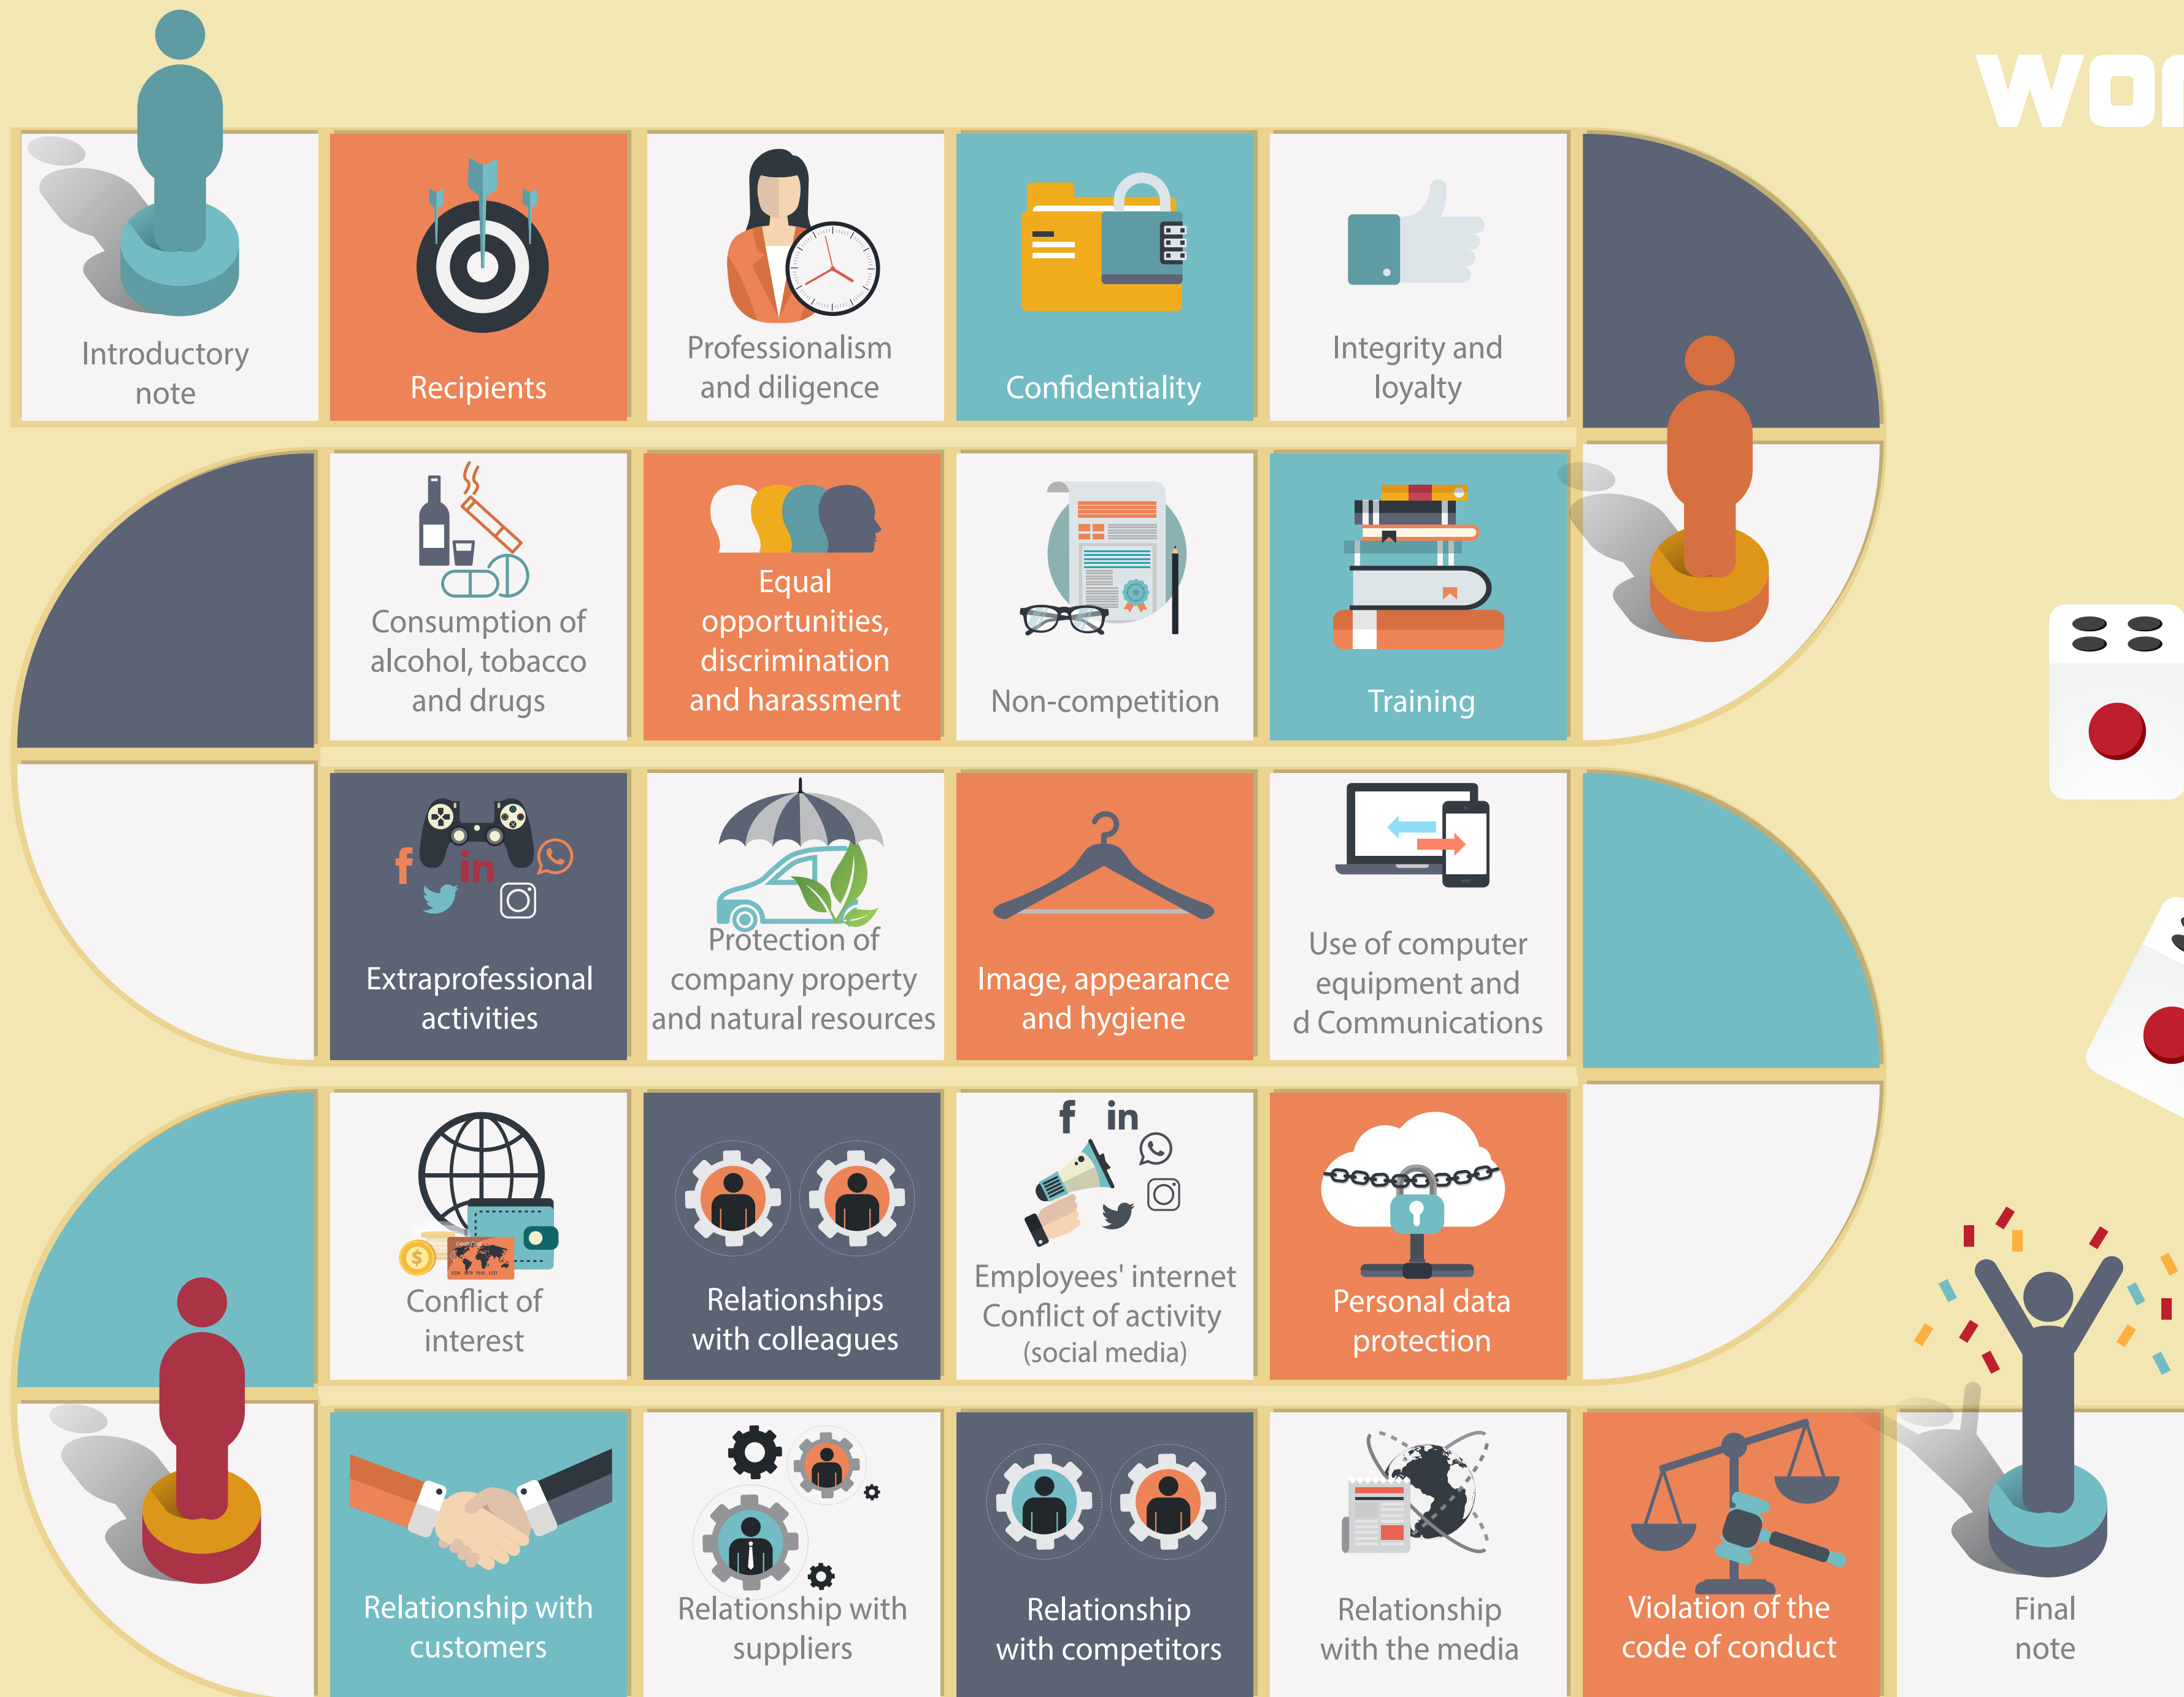 Introductory
note
Recipients
Professionalism
and diligence
Confidentiality
Integrity and
loyalty
Consumption of
alcohol, tobacco
and drugs
Equal
opportunities,
discrimination
and harassment
Non-competition
Training
Extraprofessional
activities
Protection of
company property
and natural resources
Image, appearance
and hygiene
Use of computer
equipment and
d Communications
Conflict of
interest
Relationships
with colleagues
Employees' internet
Conflict of activity
(social media)
Personal data
protection
Relationship with
customers
Relationship with
suppliers
Relationship
with competitors
Relationship
with the media
Violation of the
code of conduct
Final
note